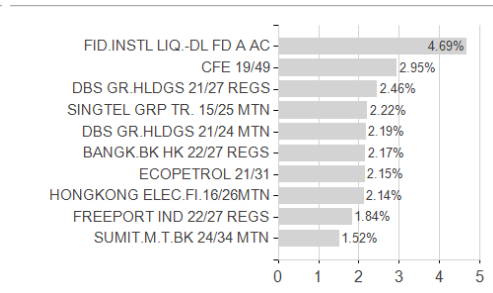 FID.INSTL LIQ.-DL FD A AC 4.69%
CFE 19/49 2.95%
DBS GR.HLDGS 21/27 REGS 2.46%
SINGTEL GRP TR. 15/25 MTN 2.22%
DBS GR.HLDGS 21/24 MTN 2.19%
BANGK.BK HK 22/27 REGS 2.17%
ECOPETROL 21/31 2.15%
HONGKONG ELEC.FI.16/26MTN 2.14%
FREEPORT IND 22/27 REGS 1.84%
SUMIT.M.T.BK 24/34 MTN 1.52%
0 1 2 3 4 5